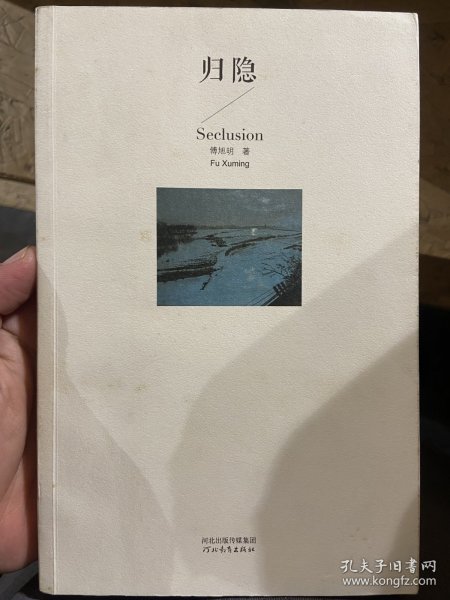 归隐
Seclusion
傅旭明 著
Fu Xuming
河北出版传媒集团
河北教育出版社
孔夫子旧书网
www.kongfz.com